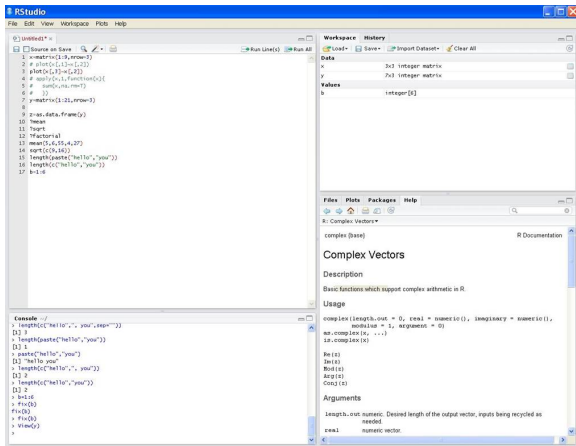 RStudio
File Edit View Workspace Plots Help
Untitled1* ×
Source on Save Run Line(s) Run All
1 x=matrix(1:9,nrow=3)
2 # plot(x[,1]~x[,2])
3 plot(x[,3]~x[,2])
4 # apply(x,1,function(x){
5 # sum(x,na.rm=T)
6 # })
7 y=matrix(1:21,nrow=3)
8
9 z=as.data.frame(y)
10 ?mean
11 ?sqrt
12 ?factorial
13 mean(5,6,55,4,37)
14 sqrt(c(9,16))
15 length(paste("hello","you"))
16 length(c("hello","you"))
17 b=1:6
Console ~/
> length(c("hello",", you",sep=""))
[1] 3
> length(paste("hello","you"))
[1] 1
> paste("hello","you")
[1] "hello you"
> length(c("hello",", you"))
[1] 2
> length(c("hello","you"))
[1] 2
> b=1:6
> fix(b)
fix(b)
> fix(b)
> View(y)
>
Workspace History
Load Save Import Dataset Clear All
Data
x 3x3 integer matrix
y 7x3 integer matrix
Values
b integer[6]
Files Plots Packages Help
R: Complex Vectors
complex {base} R Documentation
Complex Vectors
Description
Basic functions which support complex arithmetic in R.
Usage
complex(length.out = 0, real = numeric(), imaginary = numeric(),
modulus = 1, argument = 0)
as.complex(x, ...)
is.complex(x)
Re(z)
Im(z)
Mod(z)
Arg(z)
Conj(z)
Arguments
length.out numeric. Desired length of the output vector, inputs being recycled as
needed.
real numeric vector.